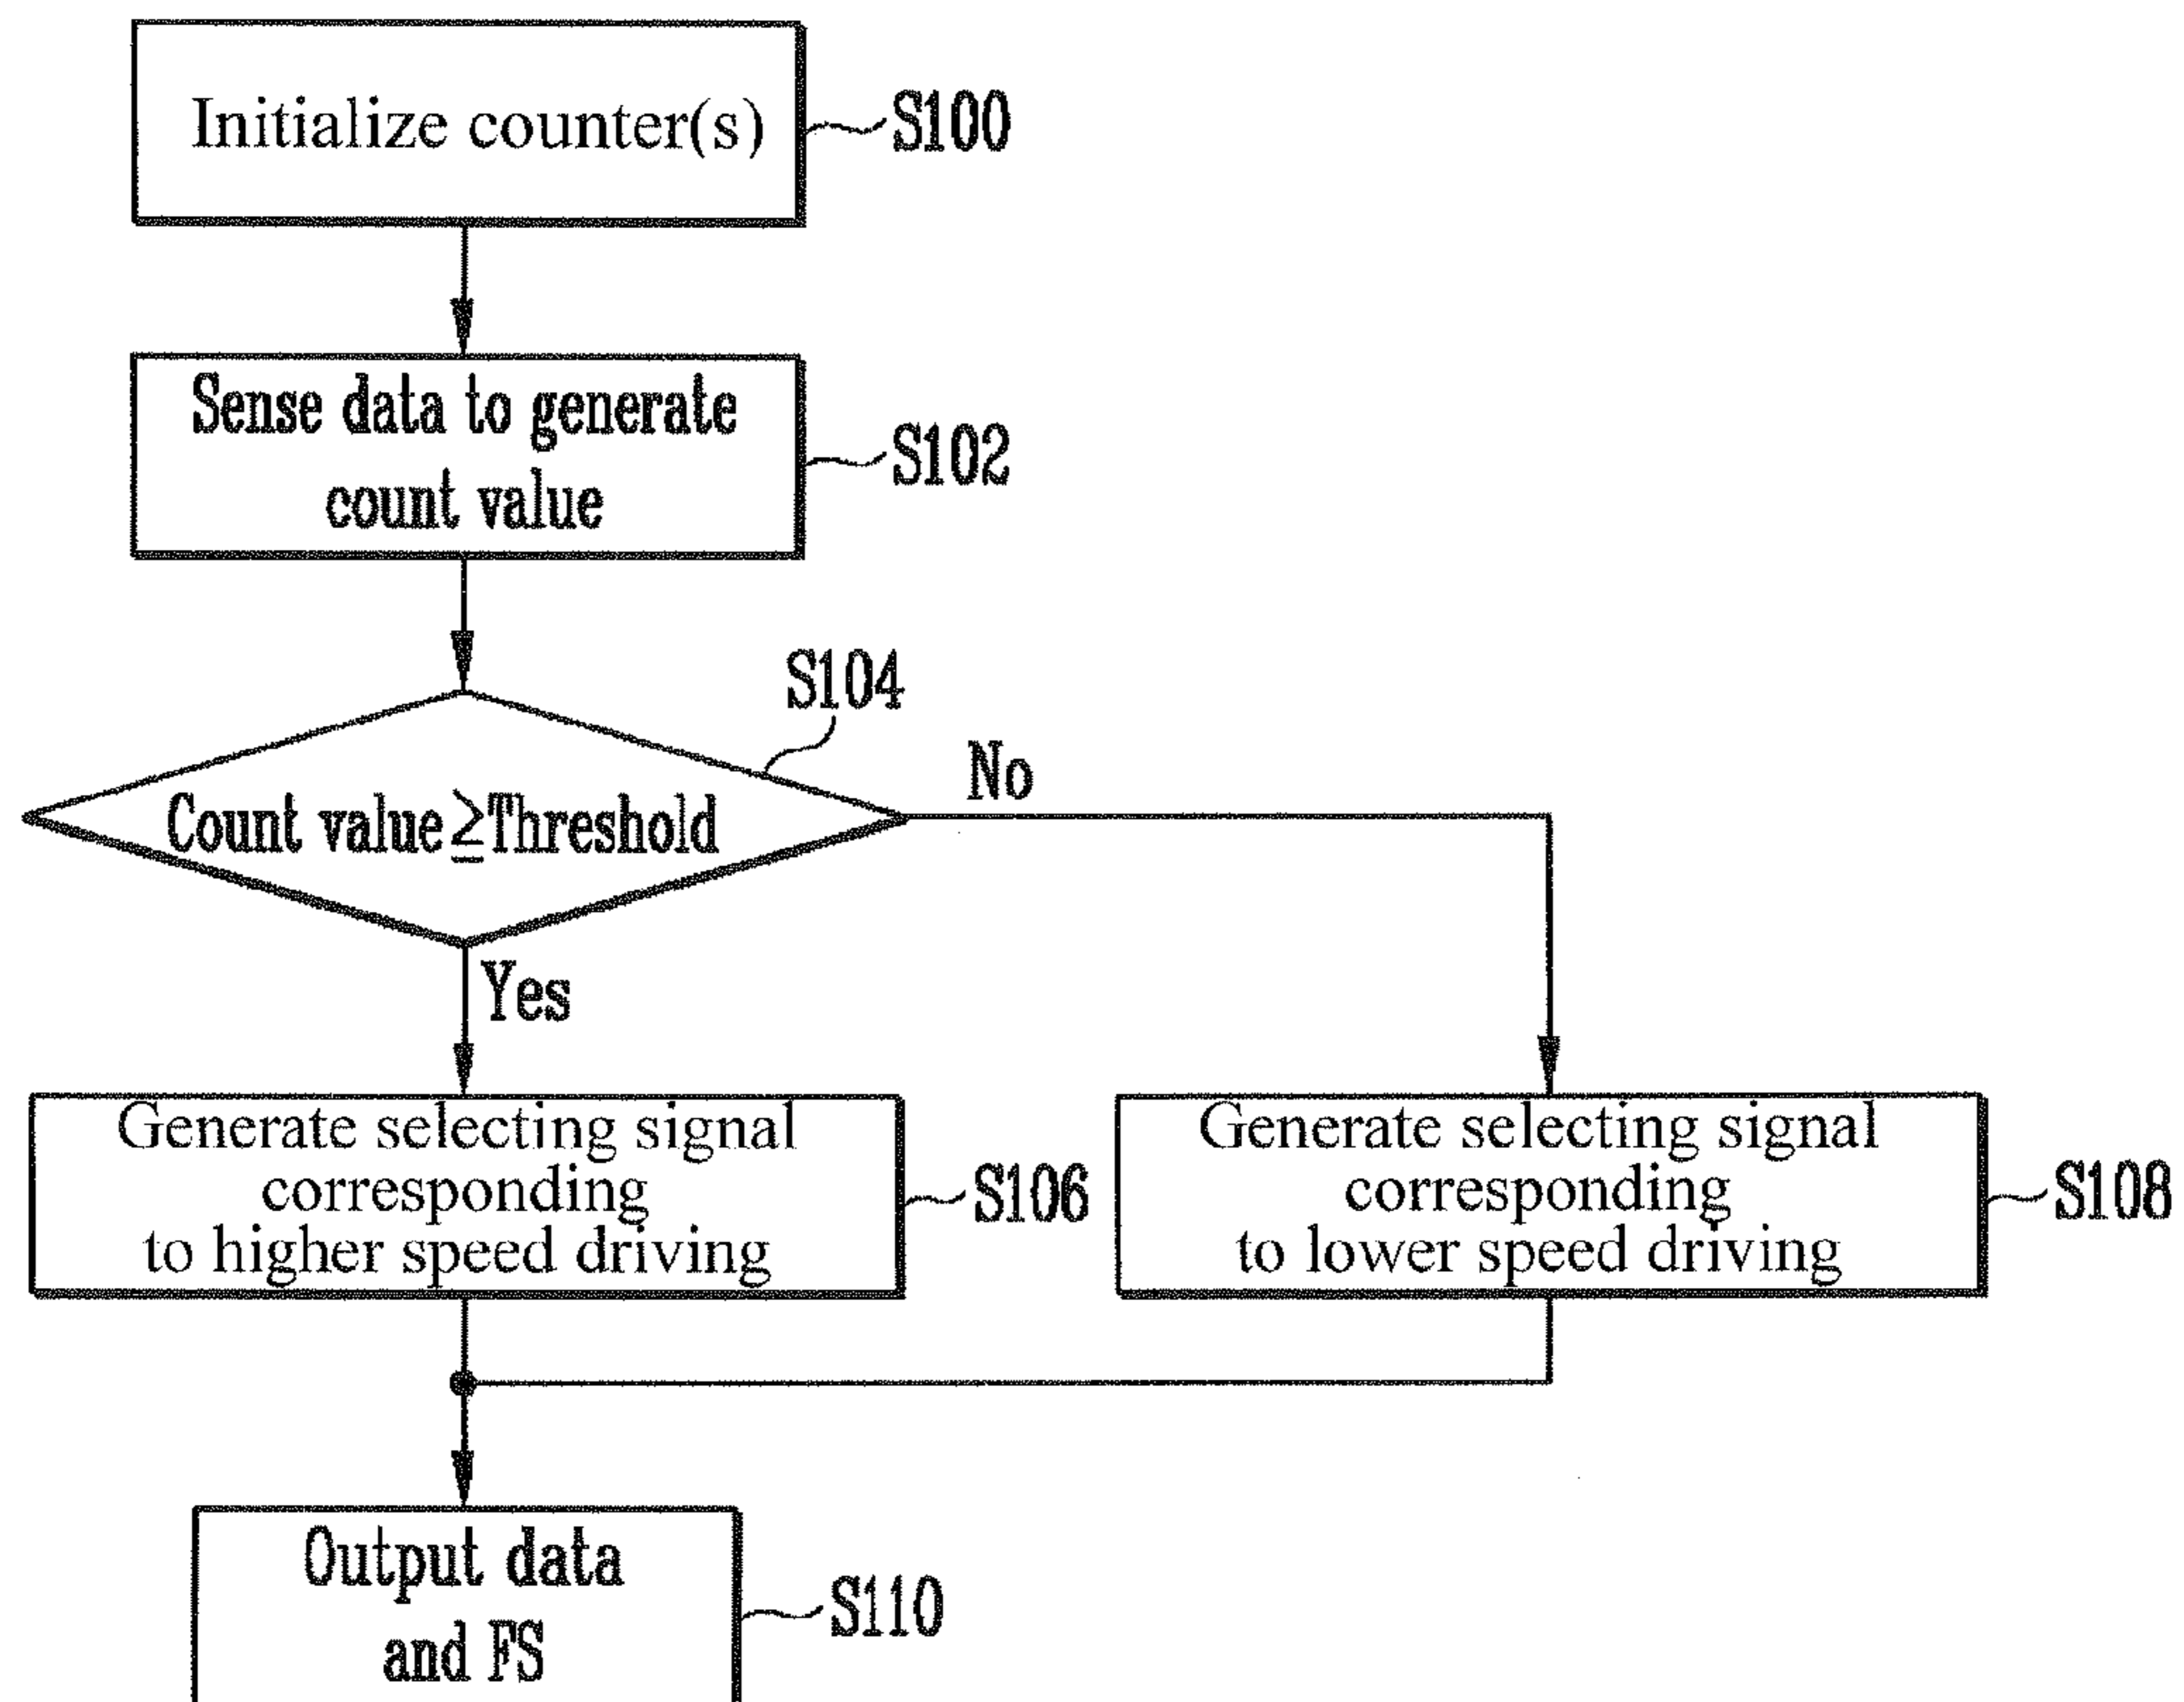 Initialize counter(s)
S100
Sense data to generate
count value
S102
S104
Count value≥Threshold
No
Yes
Generate selecting signal
corresponding
to higher speed driving
S106
Generate selecting signal
corresponding
to lower speed driving
S108
Output data
and FS
S110